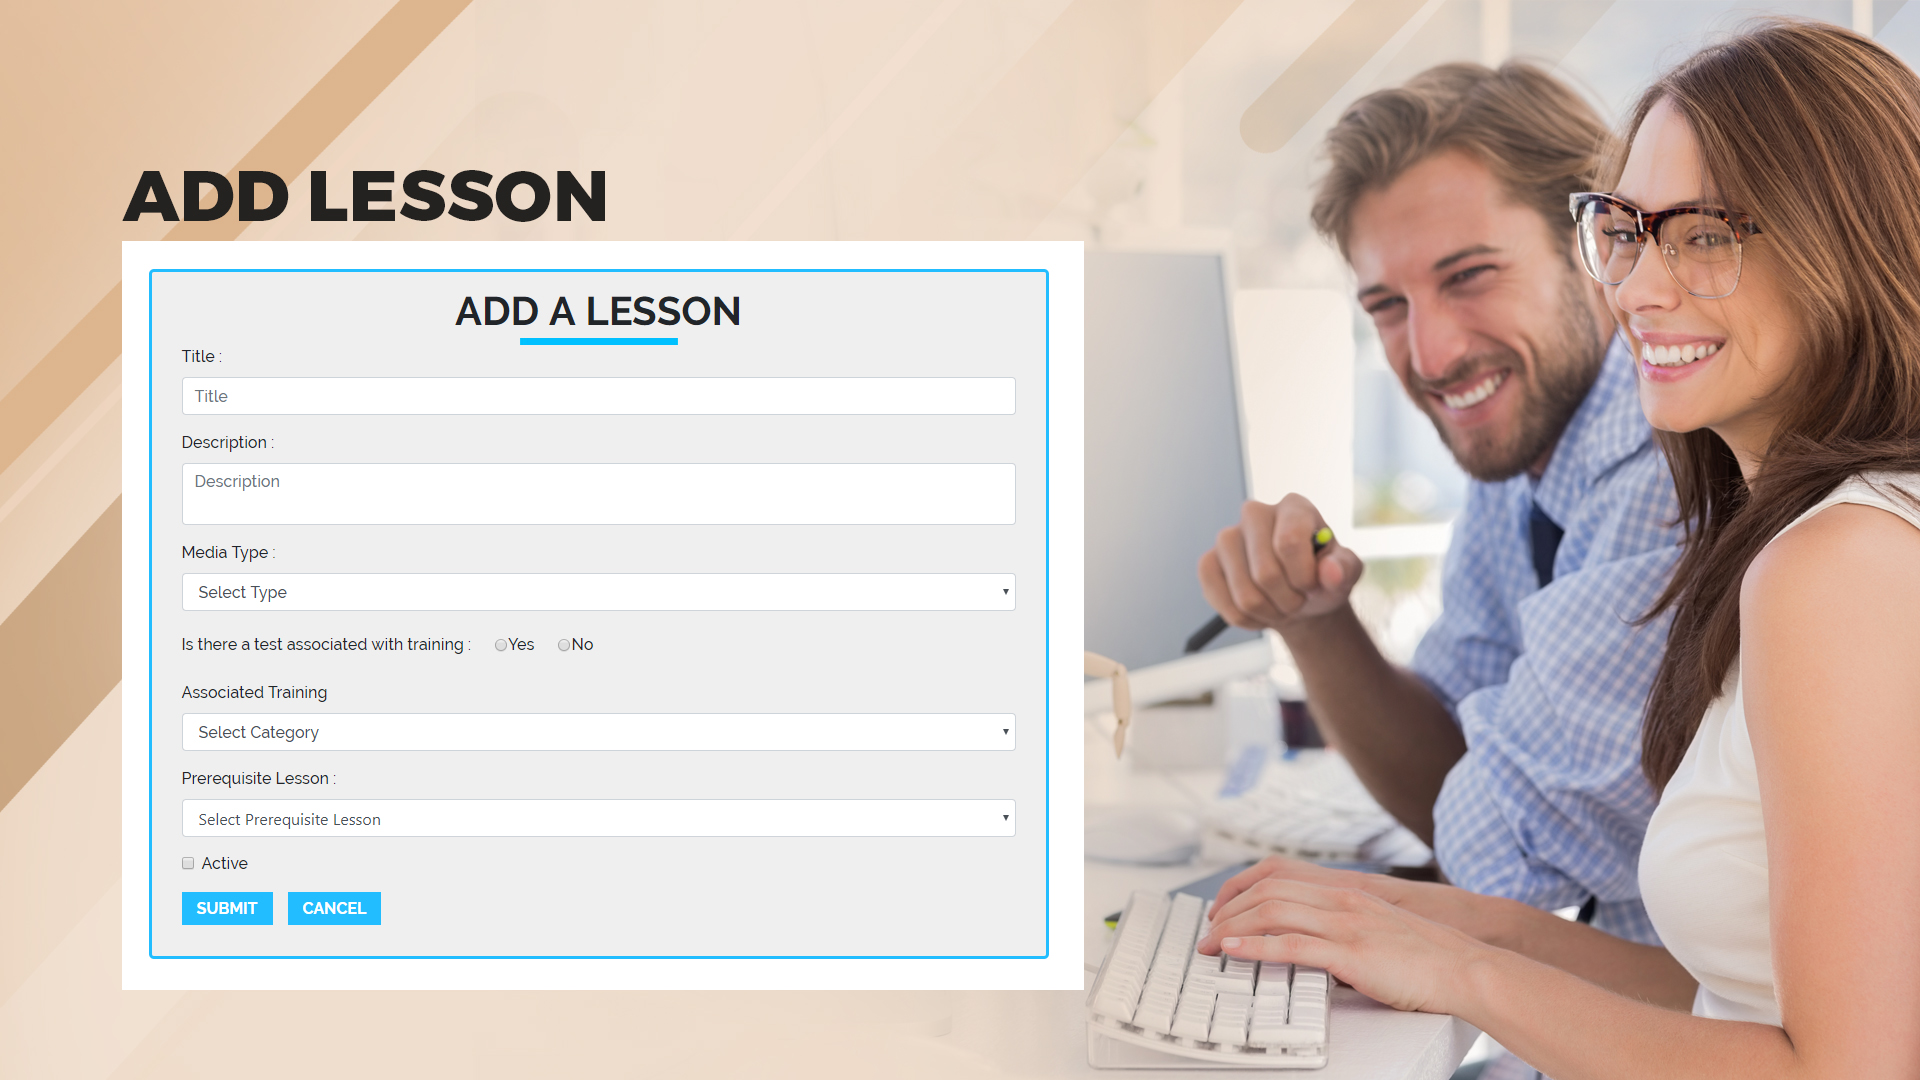 ADD LESSON
ADD A LESSON
Title :
Title
Description :
Description
Media Type :
Select Type
Is there a test associated with training : Yes No
Associated Training
Select Category
Prerequisite Lesson :
Select Prerequisite Lesson
Active
SUBMIT CANCEL